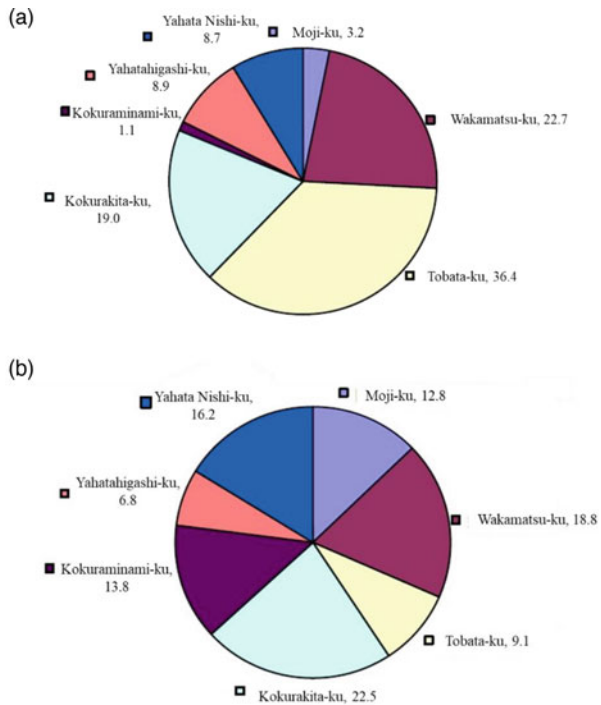 (a)
Yahata Nishi-ku,
8.7
Moji-ku, 3.2
Yahatahigashi-ku,
8.9
Kokuraminami-ku,
1.1
Wakamatsu-ku, 22.7
Kokurakita-ku,
19.0
Tobata-ku, 36.4
(b)
Yahata Nishi-ku,
16.2
Moji-ku, 12.8
Yahatahigashi-ku,
6.8
Wakamatsu-ku, 18.8
Kokuraminami-ku,
13.8
Tobata-ku, 9.1
Kokurakita-ku, 22.5